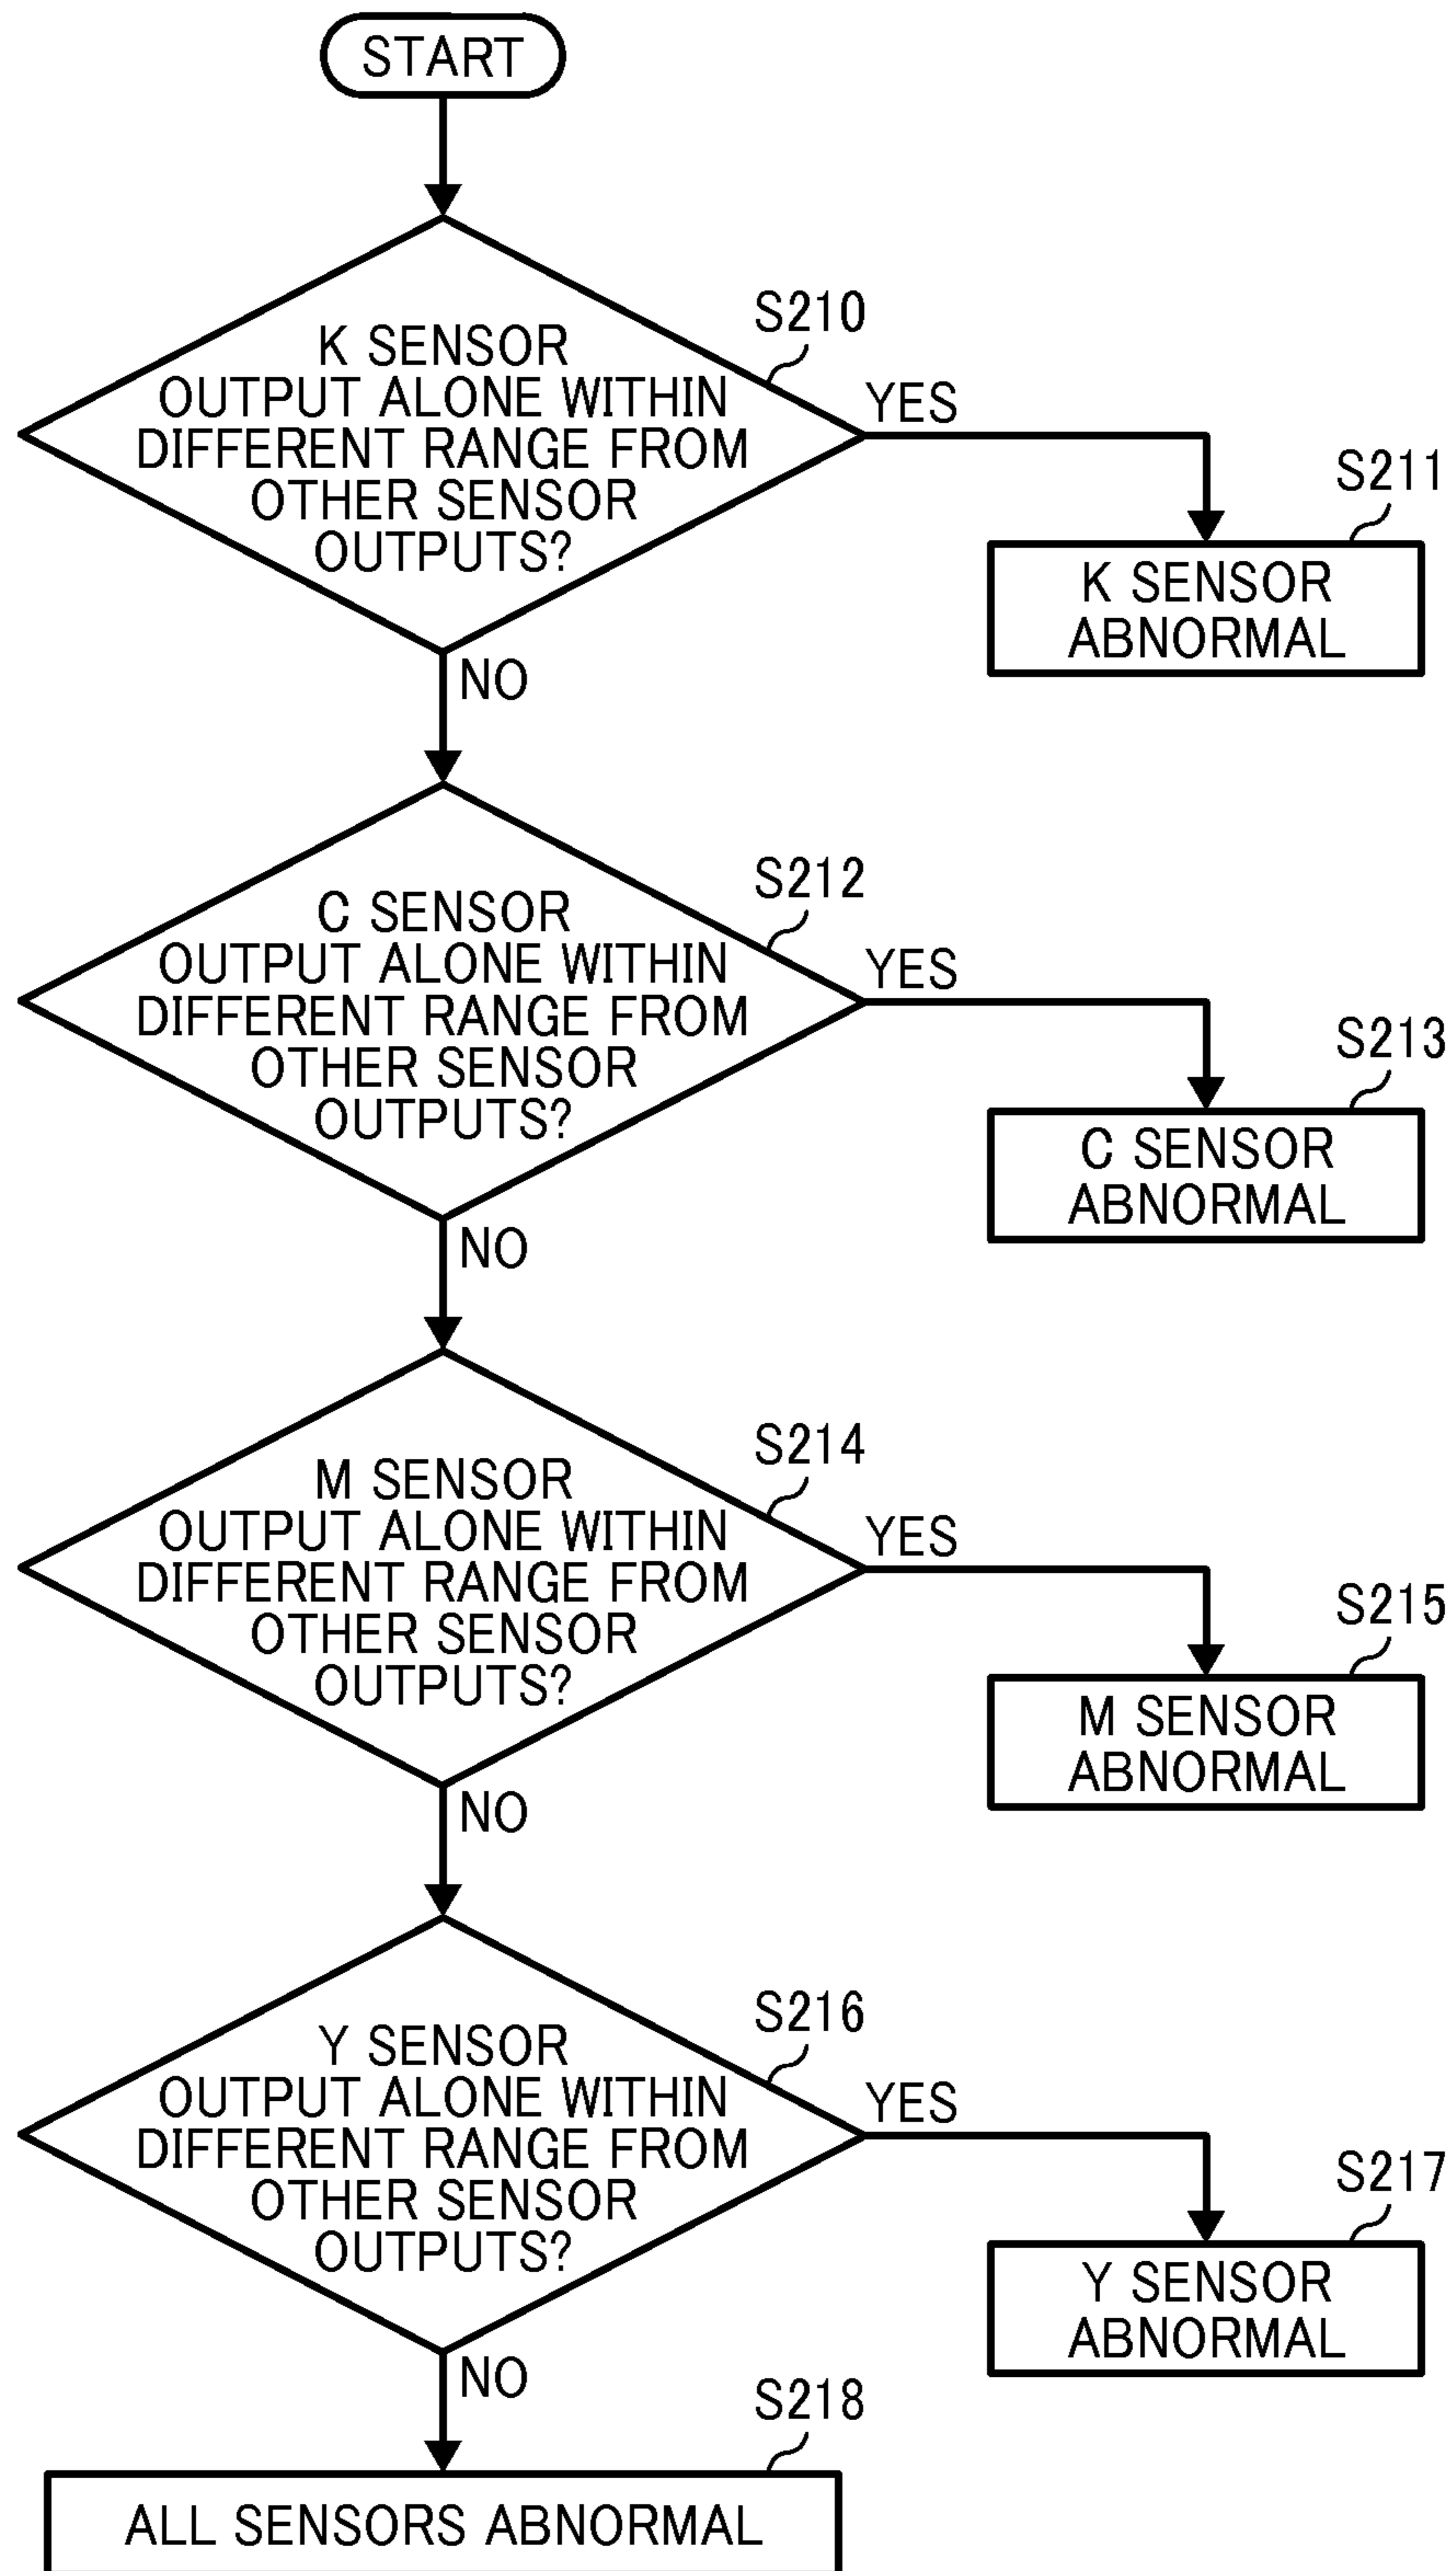 START
S210
K SENSOR
OUTPUT ALONE WITHIN
DIFFERENT RANGE FROM
OTHER SENSOR
OUTPUTS?
YES
S211
K SENSOR
ABNORMAL
NO
S212
C SENSOR
OUTPUT ALONE WITHIN
DIFFERENT RANGE FROM
OTHER SENSOR
OUTPUTS?
YES
S213
C SENSOR
ABNORMAL
NO
S214
M SENSOR
OUTPUT ALONE WITHIN
DIFFERENT RANGE FROM
OTHER SENSOR
OUTPUTS?
YES
S215
M SENSOR
ABNORMAL
NO
S216
Y SENSOR
OUTPUT ALONE WITHIN
DIFFERENT RANGE FROM
OTHER SENSOR
OUTPUTS?
YES
S217
Y SENSOR
ABNORMAL
NO
S218
ALL SENSORS ABNORMAL